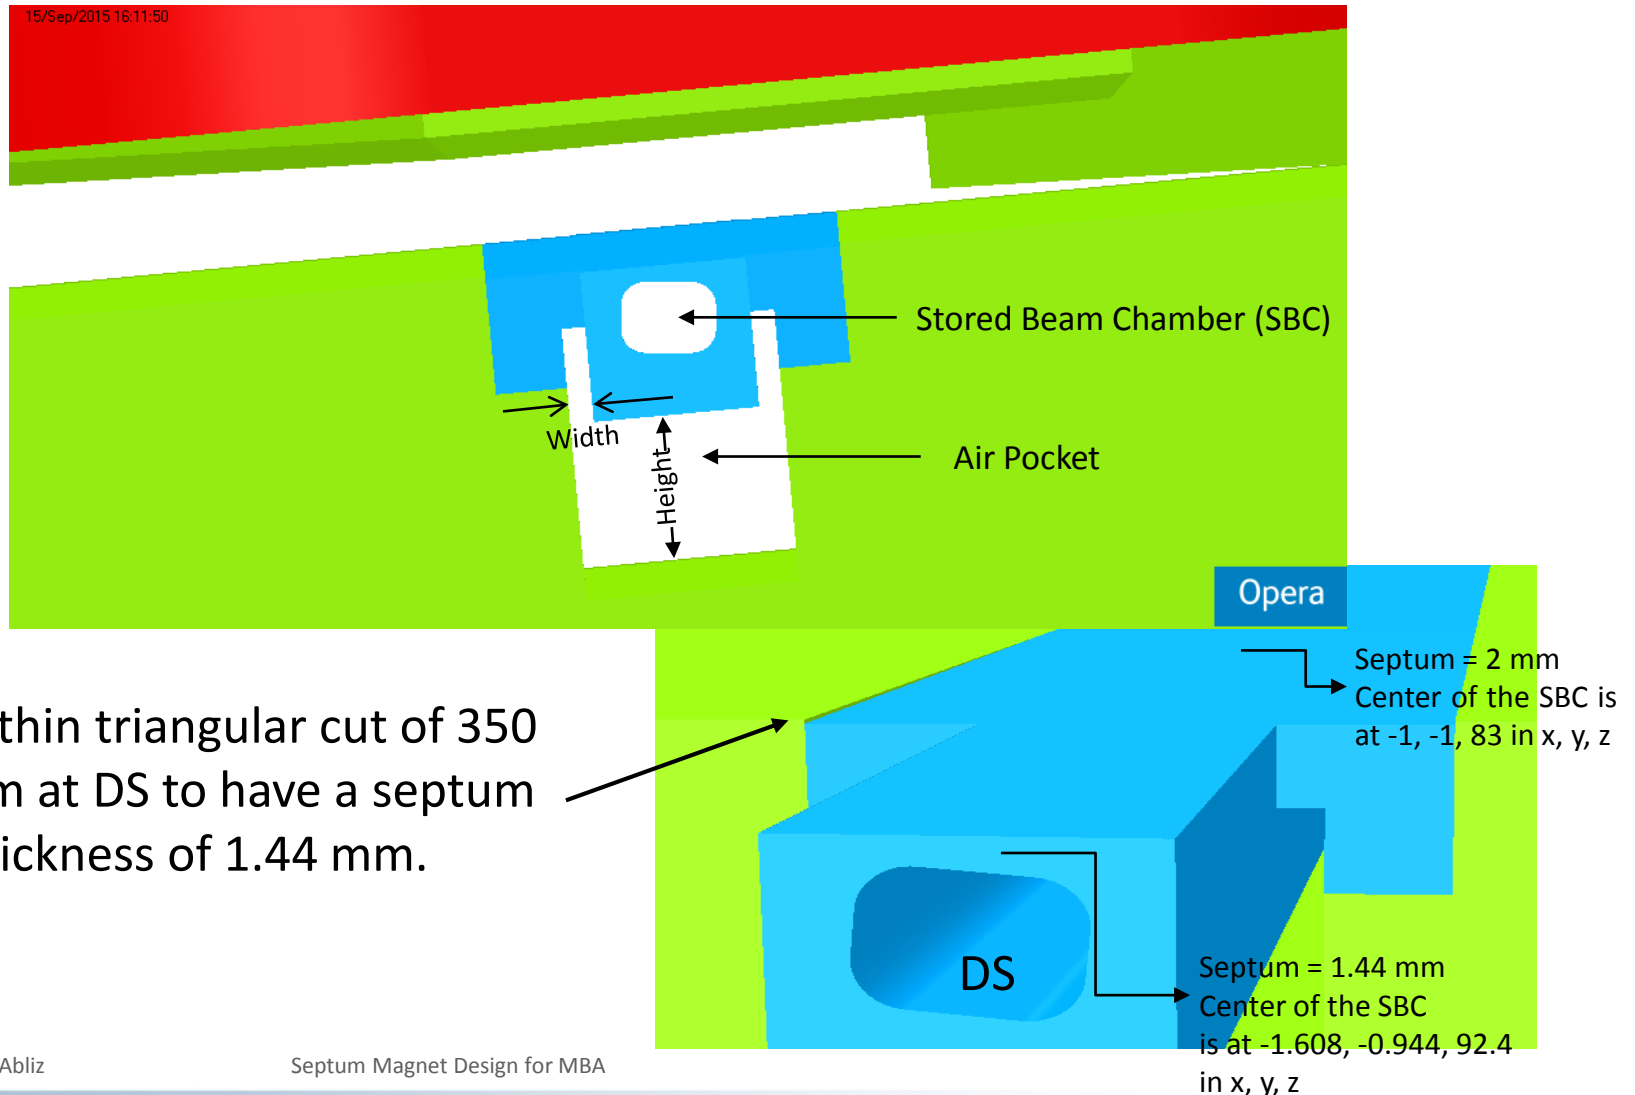 15/Sep/2015 16:11:50
Stored Beam Chamber (SBC)
Width
Height
Air Pocket
Opera
Septum = 2 mm
Center of the SBC is
at -1, -1, 83 in x, y, z
thin triangular cut of 350
m at DS to have a septum
ickness of 1.44 mm.
DS
Septum = 1.44 mm
Center of the SBC
is at -1.608, -0.944, 92.4
in x, y, z
Abliz
Septum Magnet Design for MBA